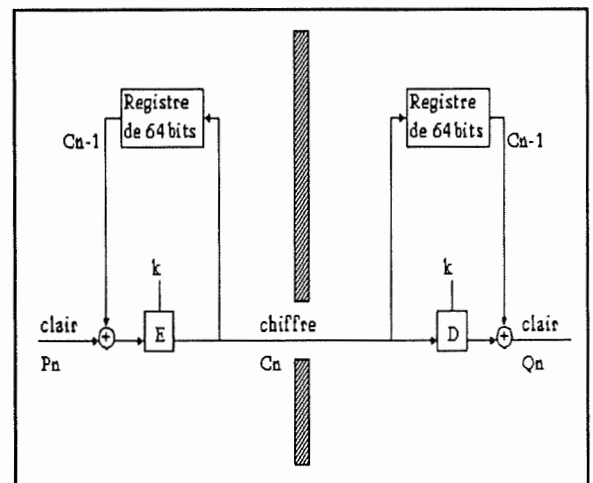 Registre
de 64 bits
Registre
de 64 bits
Cn-1
Cn-1
k
k
clair
chiffre
clair
E
D
Pn
Cn
Qn